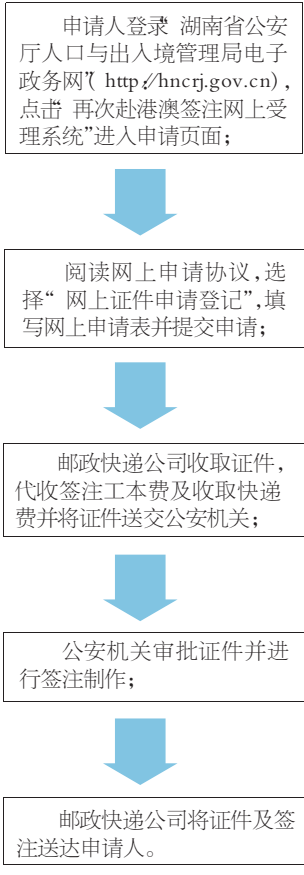 申请人登录“湖南省公安
厅人口与出入境管理局电子
政务网”( http://hncrj.gov.cn),
点击“再次赴港澳签注网上受
理系统”进入申请页面;
阅读网上申请协议,选
择“网上证件申请登记”,填
写网上申请表并提交申请;
邮政快递公司收取证件,
代收签注工本费及收取快递
费并将证件送交公安机关;
公安机关审批证件并进
行签注制作;
邮政快递公司将证件及签
注送达申请人。